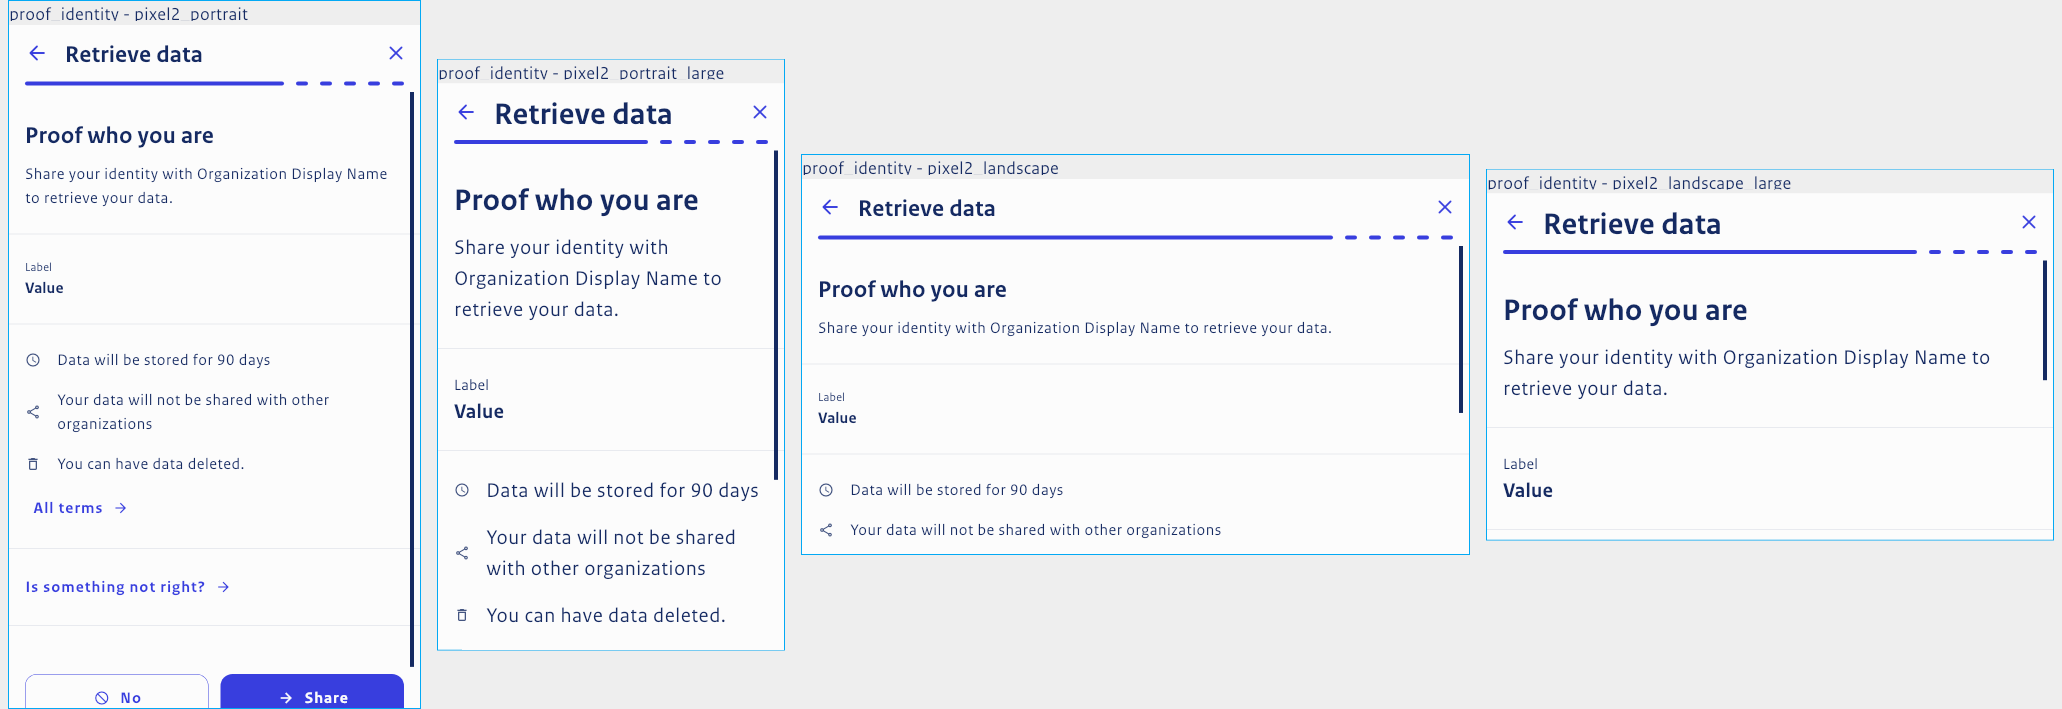 proof_identity - pixel2_portrait
Retrieve data
Proof who you are
Share your identity with Organization Display Name
to retrieve your data.
Label
Value
Data will be stored for 90 days
Your data will not be shared with other
organizations
You can have data deleted.
All terms
Is something not right?
No
Share
proof_identity - pixel2_portrait_large
Retrieve data
Proof who you are
Share your identity with
Organization Display Name to
retrieve your data.
Label
Value
Data will be stored for 90 days
Your data will not be shared
with other organizations
You can have data deleted.
proof_identity - pixel2_landscape
Retrieve data
Proof who you are
Share your identity with Organization Display Name to retrieve your data.
Label
Value
Data will be stored for 90 days
Your data will not be shared with other organizations
proof_identity - pixel2_landscape_large
Retrieve data
Proof who you are
Share your identity with Organization Display Name to
retrieve your data.
Label
Value